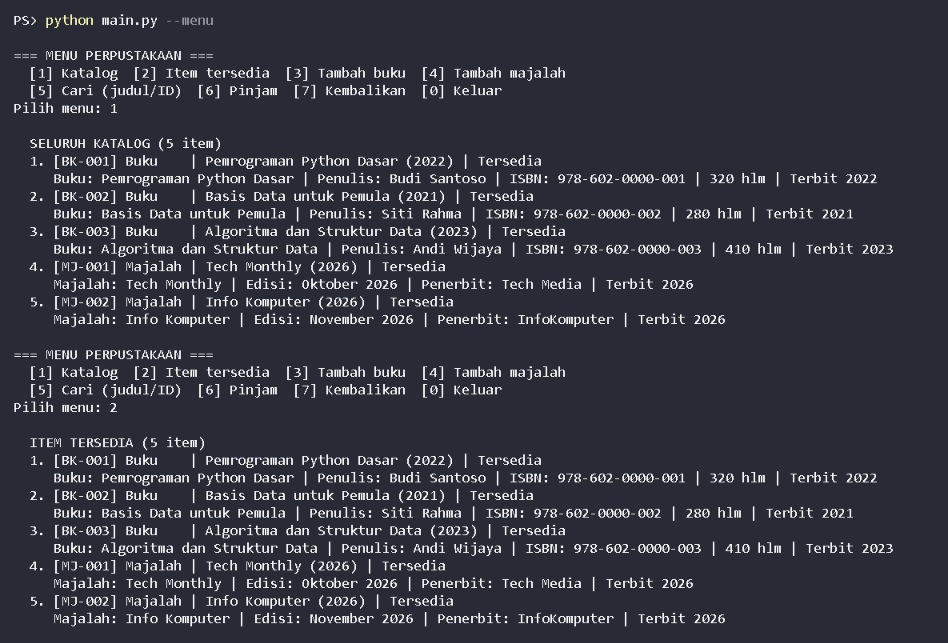 PS> python main.py --menu
=== MENU PERPUSTAKAAN ===
[1] Katalog  [2] Item tersedia  [3] Tambah buku  [4] Tambah majalah
[5] Cari (judul/ID)  [6] Pinjam  [7] Kembalikan  [0] Keluar
Pilih menu: 1
SELURUH KATALOG (5 item)
1. [BK-001] Buku    | Pemrograman Python Dasar (2022) | Tersedia
Buku: Pemrograman Python Dasar | Penulis: Budi Santoso | ISBN: 978-602-0000-001 | 320 hlm | Terbit 2022
2. [BK-002] Buku    | Basis Data untuk Pemula (2021) | Tersedia
Buku: Basis Data untuk Pemula | Penulis: Siti Rahma | ISBN: 978-602-0000-002 | 280 hlm | Terbit 2021
3. [BK-003] Buku    | Algoritma dan Struktur Data (2023) | Tersedia
Buku: Algoritma dan Struktur Data | Penulis: Andi Wijaya | ISBN: 978-602-0000-003 | 410 hlm | Terbit 2023
4. [MJ-001] Majalah | Tech Monthly (2026) | Tersedia
Majalah: Tech Monthly | Edisi: Oktober 2026 | Penerbit: Tech Media | Terbit 2026
5. [MJ-002] Majalah | Info Komputer (2026) | Tersedia
Majalah: Info Komputer | Edisi: November 2026 | Penerbit: InfoKomputer | Terbit 2026
=== MENU PERPUSTAKAAN ===
[1] Katalog  [2] Item tersedia  [3] Tambah buku  [4] Tambah majalah
[5] Cari (judul/ID)  [6] Pinjam  [7] Kembalikan  [0] Keluar
Pilih menu: 2
ITEM TERSEDIA (5 item)
1. [BK-001] Buku    | Pemrograman Python Dasar (2022) | Tersedia
Buku: Pemrograman Python Dasar | Penulis: Budi Santoso | ISBN: 978-602-0000-001 | 320 hlm | Terbit 2022
2. [BK-002] Buku    | Basis Data untuk Pemula (2021) | Tersedia
Buku: Basis Data untuk Pemula | Penulis: Siti Rahma | ISBN: 978-602-0000-002 | 280 hlm | Terbit 2021
3. [BK-003] Buku    | Algoritma dan Struktur Data (2023) | Tersedia
Buku: Algoritma dan Struktur Data | Penulis: Andi Wijaya | ISBN: 978-602-0000-003 | 410 hlm | Terbit 2023
4. [MJ-001] Majalah | Tech Monthly (2026) | Tersedia
Majalah: Tech Monthly | Edisi: Oktober 2026 | Penerbit: Tech Media | Terbit 2026
5. [MJ-002] Majalah | Info Komputer (2026) | Tersedia
Majalah: Info Komputer | Edisi: November 2026 | Penerbit: InfoKomputer | Terbit 2026